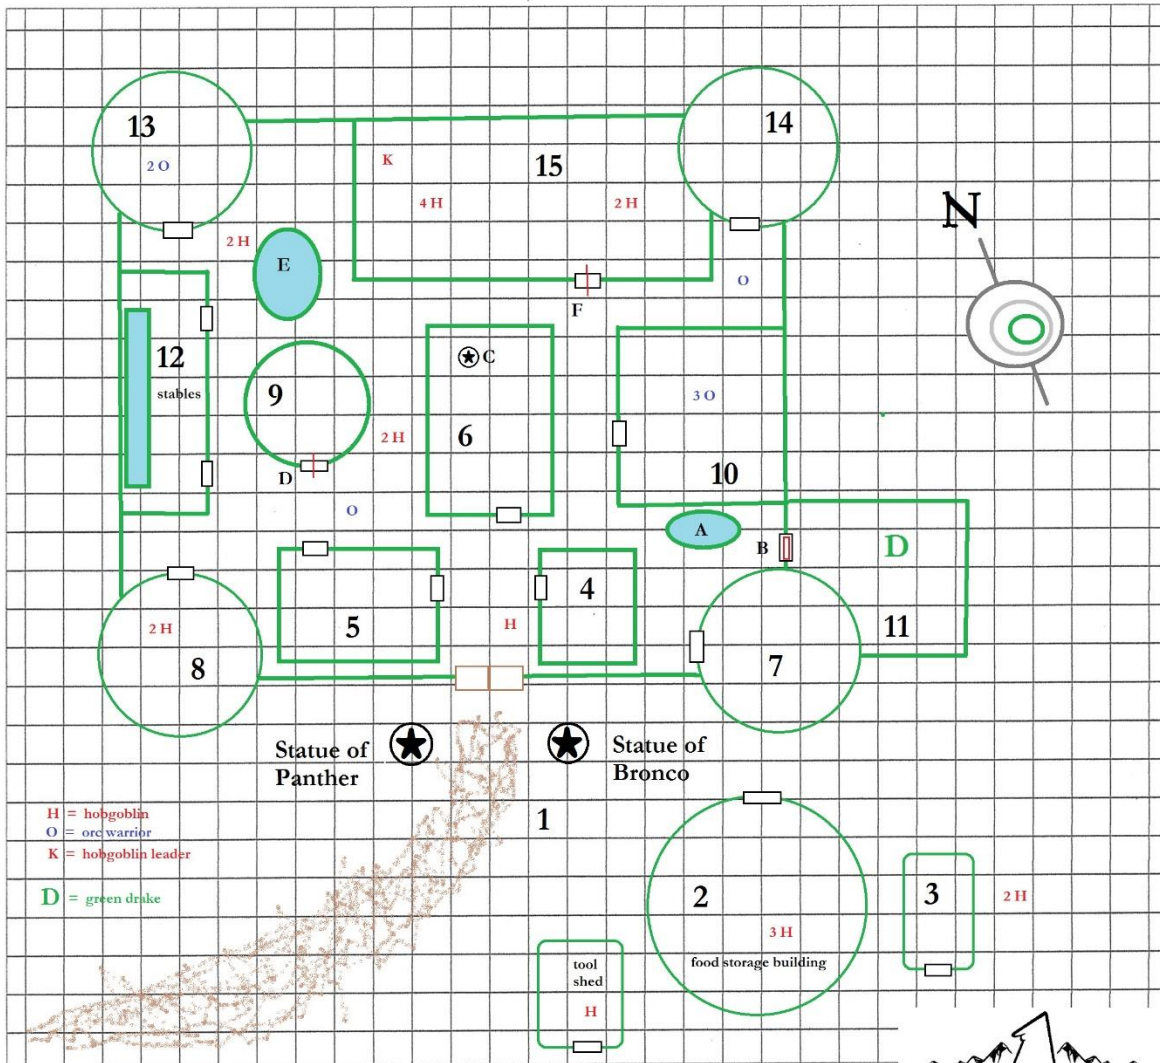 13
14
2 O
K
15
4 H
2 H
N
2 H
E
O
F
C
12
9
stables
3 O
2 H
6
D
10
O
A
B
D
4
5
H
11
2 H
8
7
Statue of
Panther
Statue of
Bronco
H = hobgoblin
O = orc warrior
K = hobgoblin leader
D = green drake
1
2
3
2 H
3 H
food storage building
tool
shed
H